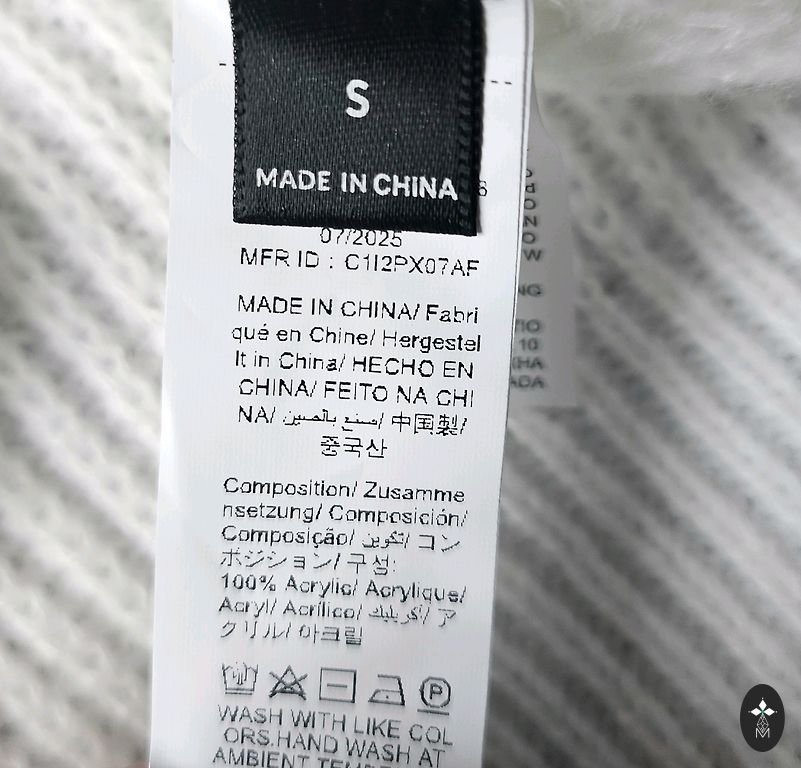 S
MADE IN CHINA
07/2025
MFR ID : C1I2PX07AF
MADE IN CHINA/ Fabri
qué en Chine/ Hergestel
lt in China/ HECHO EN
CHINA/ FEITO NA CHI
NA/ صنع بالصين/ 中国製/
중국산
Composition/ Zusamme
nsetzung/ Composición/
Composição/ تكوين/ コン
ポジション/ 구성:
100% Acrylic/ Acrylique/
Acryl/ Acrílico/ أكريليك/ ア
クリル/ 아크릴
P
WASH WITH LIKE COL
ORS.HAND WASH AT
AMBIENT
NG
10
M